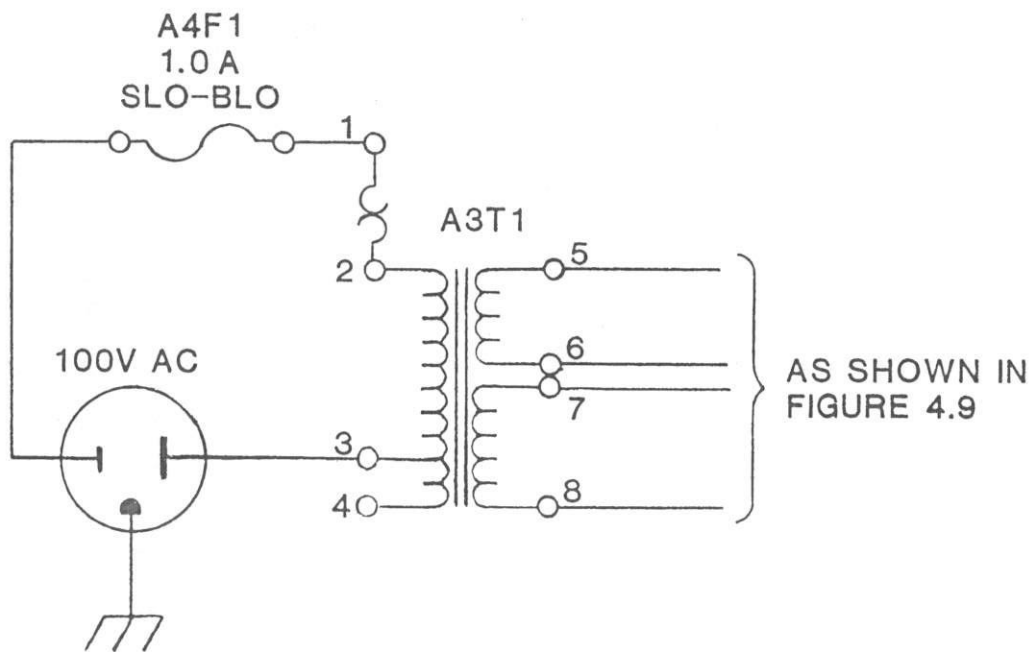 A4F1
1.0 A
SLO-BLO
1
2
A3T1
5
6
7
8
100V AC
3
4
AS SHOWN IN
FIGURE 4.9